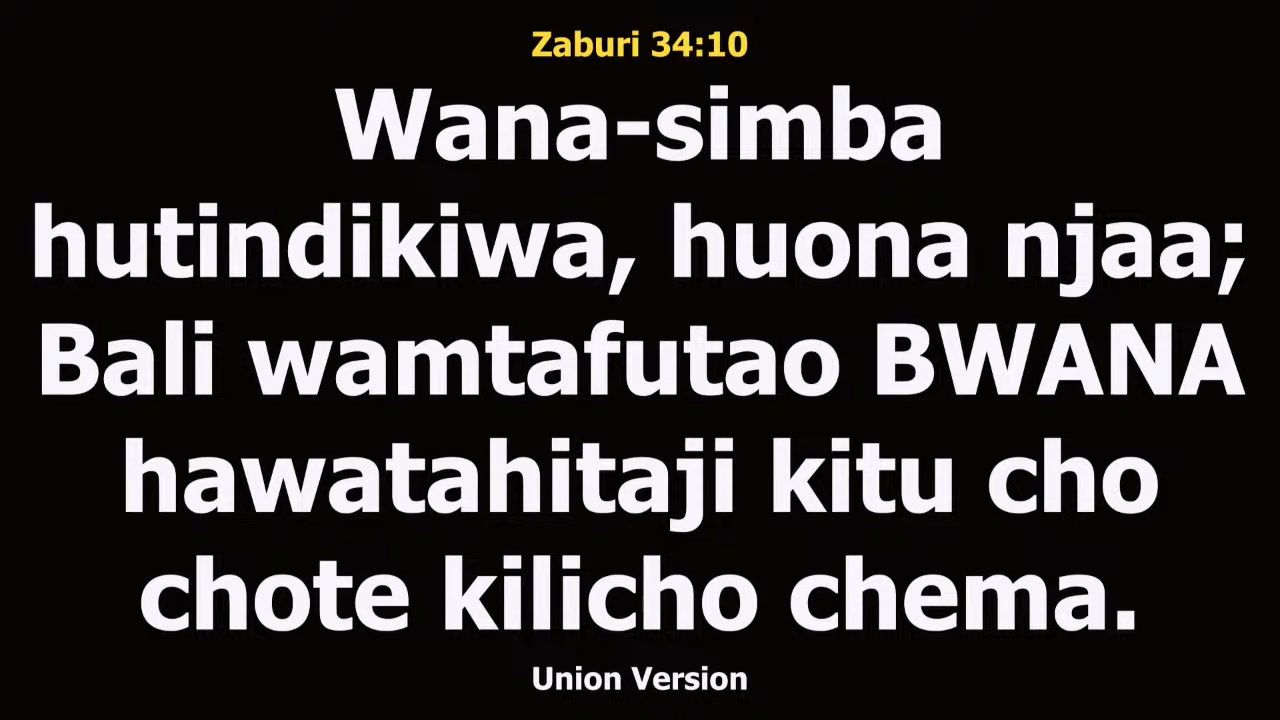 Zaburi 34:10
Wana-simba
hutindikiwa, huona njaa;
Bali wamtafutao BWANA
hawatahitaji kitu cho
chote kilicho chema.
Union Version